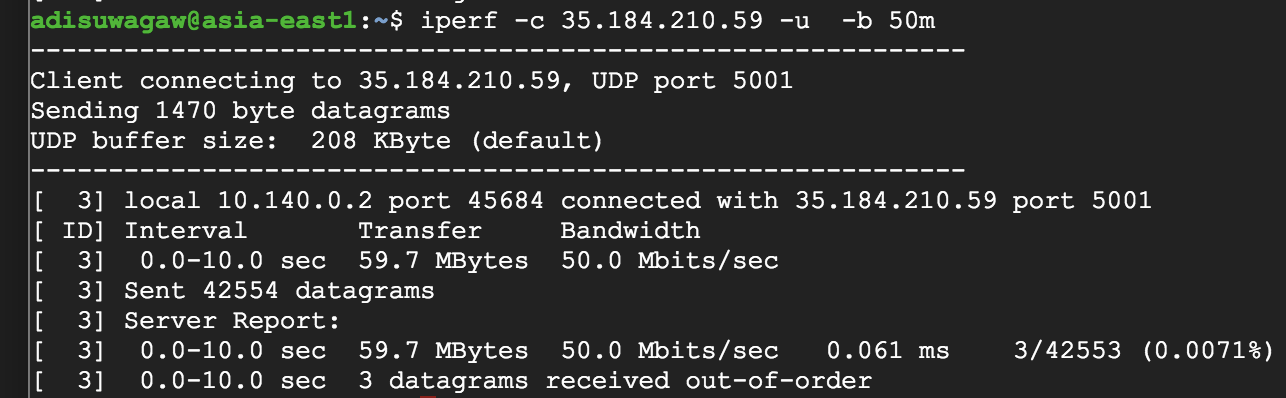 adisuwagaw@asia-east1:~$ iperf -c 35.184.210.59 -u  -b 50m
------------------------------------------------------------
Client connecting to 35.184.210.59, UDP port 5001
Sending 1470 byte datagrams
UDP buffer size:  208 KByte (default)
------------------------------------------------------------
[  3] local 10.140.0.2 port 45684 connected with 35.184.210.59 port 5001
[ ID] Interval       Transfer     Bandwidth
[  3]  0.0-10.0 sec  59.7 MBytes  50.0 Mbits/sec
[  3] Sent 42554 datagrams
[  3] Server Report:
[  3]  0.0-10.0 sec  59.7 MBytes  50.0 Mbits/sec   0.061 ms    3/42553 (0.0071%)
[  3]  0.0-10.0 sec  3 datagrams received out-of-order